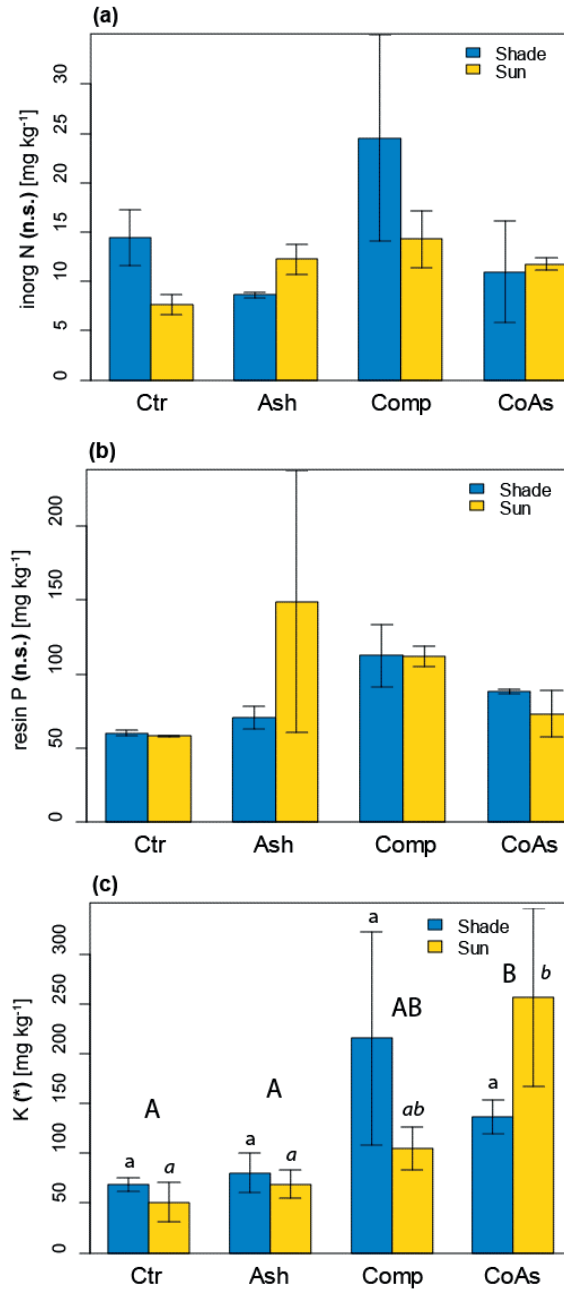 (a)
Shade
Sun
inorg N (n.s.) [mg kg-1]
0 5 10 15 20 25 30
Ctr Ash Comp CoAs
(b)
Shade
Sun
resin P (n.s.) [mg kg-1]
0 50 100 150 200
Ctr Ash Comp CoAs
(c)
Shade
Sun
K (*) [mg kg-1]
0 50 100 150 200 250 300
a
B b
AB
A A
a
ab
a a a a
Ctr Ash Comp CoAs